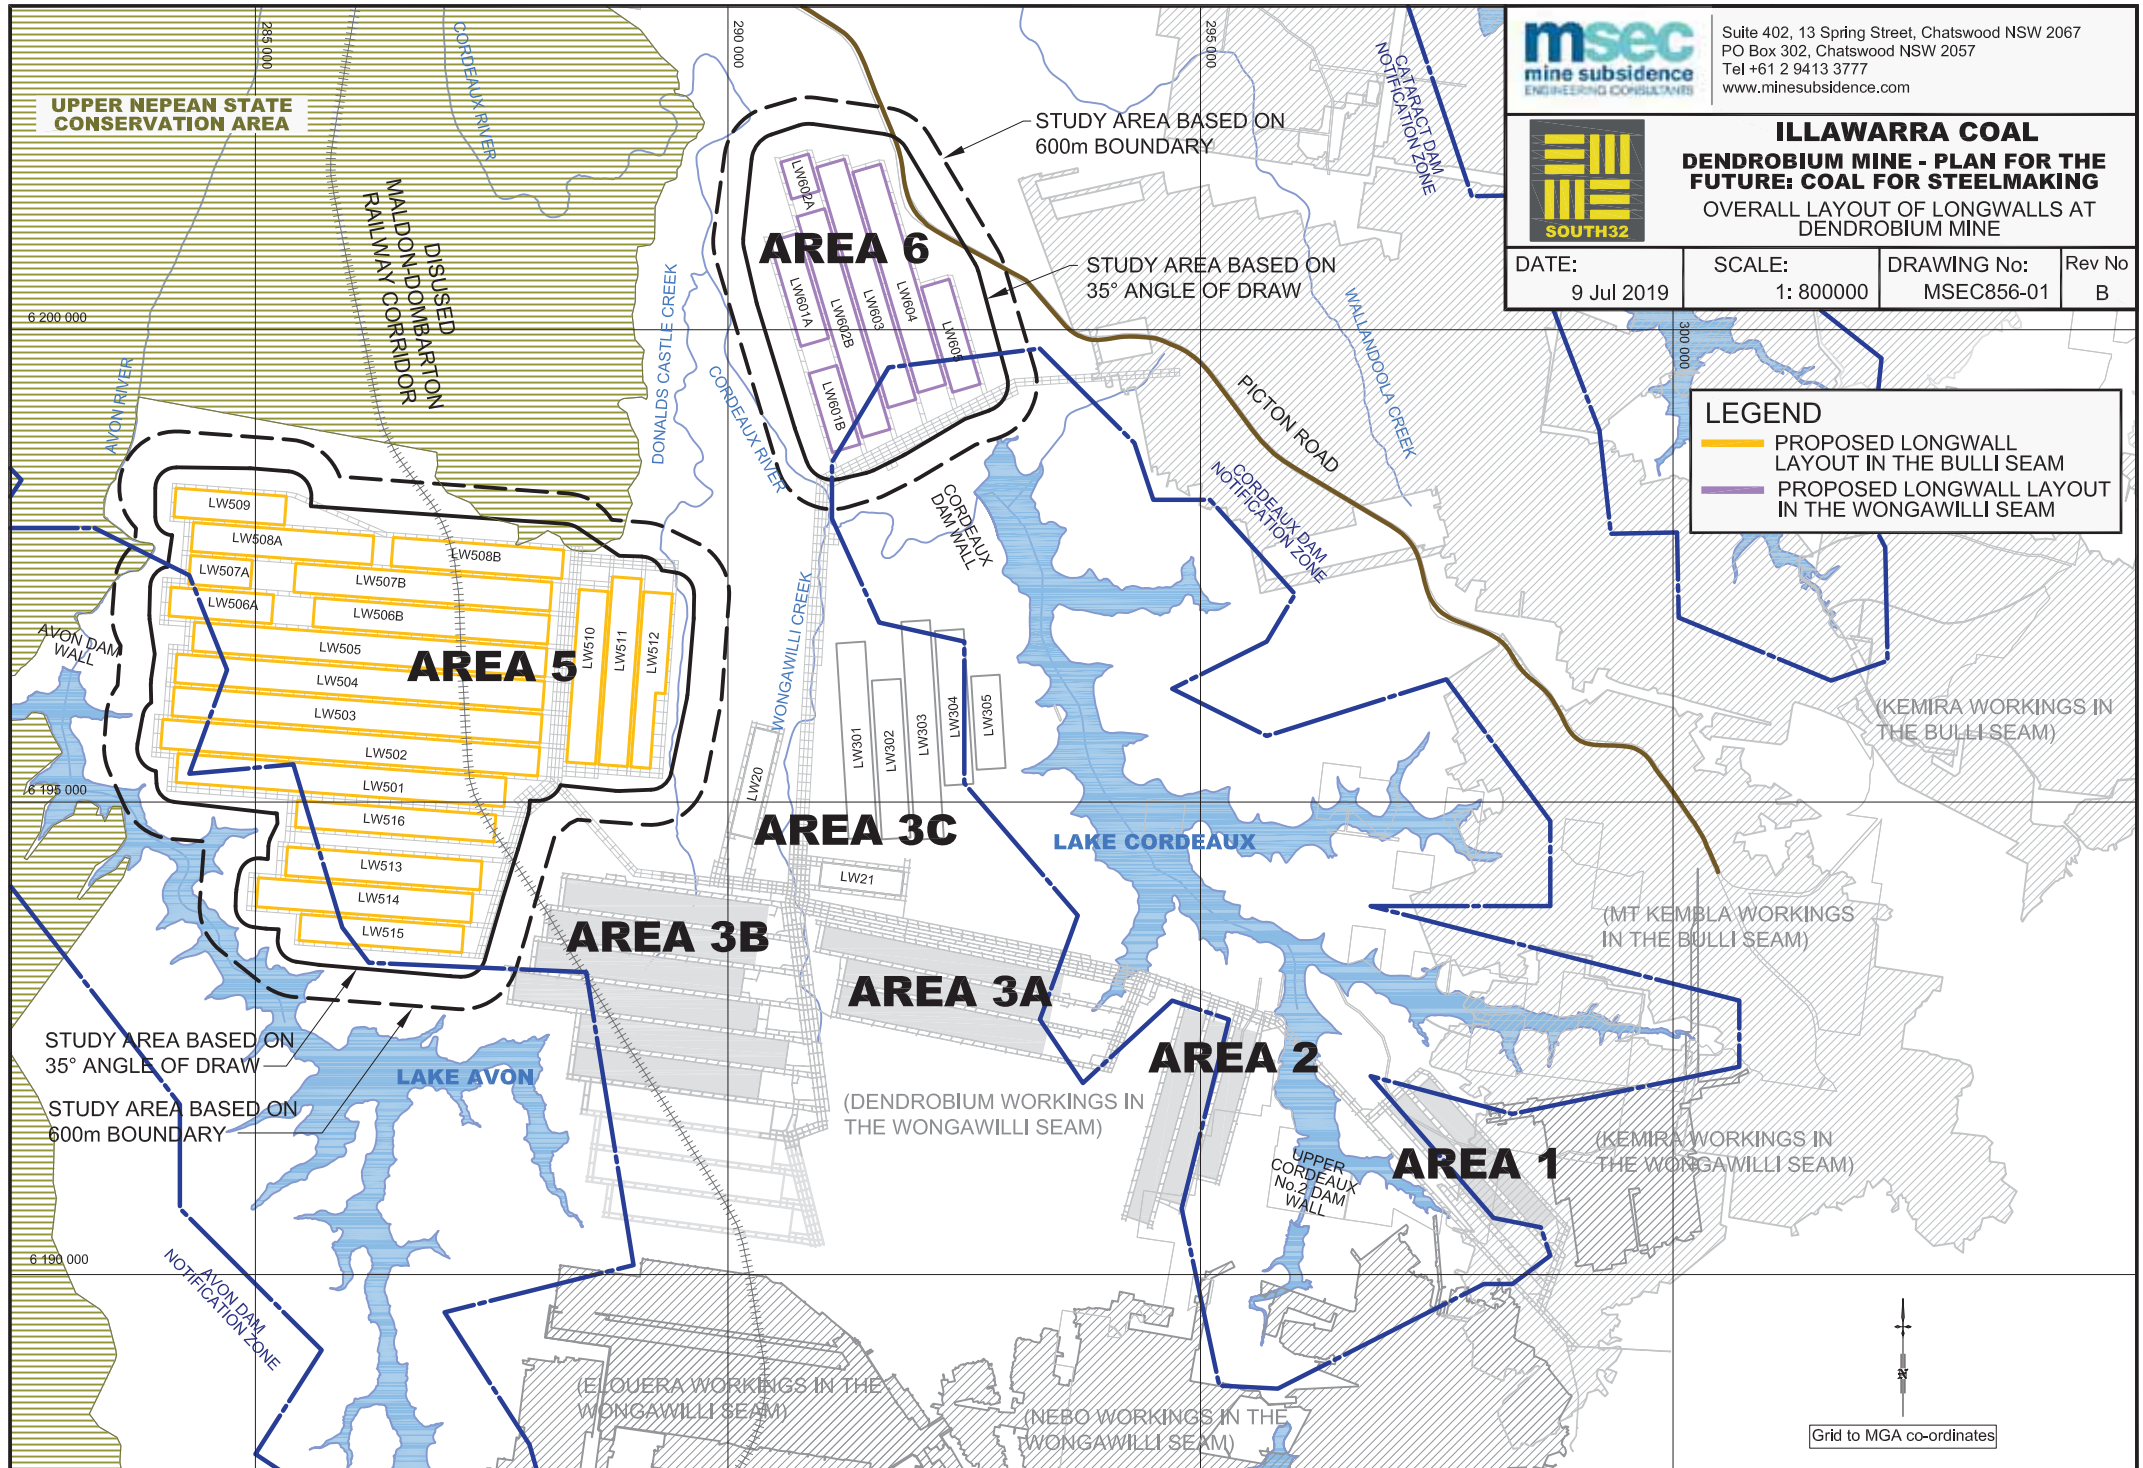 msec
mine subsidence
ENGINEERING CONSULTANTS
Suite 402, 13 Spring Street, Chatswood NSW 2067
PO Box 302, Chatswood NSW 2057
Tel +61 2 9413 3777
www.minesubsidence.com
SOUTH32
ILLAWARRA COAL
DENDROBIUM MINE - PLAN FOR THE
FUTURE: COAL FOR STEELMAKING
OVERALL LAYOUT OF LONGWALLS AT
DENDROBIUM MINE
DATE:
9 Jul 2019
SCALE:
1: 800000
DRAWING No:
MSEC856-01
Rev No
B
LEGEND
PROPOSED LONGWALL
LAYOUT IN THE BULLI SEAM
PROPOSED LONGWALL LAYOUT
IN THE WONGAWILLI SEAM
285 000
290 000
295 000
300 000
6 200 000
6 195 000
6 190 000
UPPER NEPEAN STATE
CONSERVATION AREA
CORDEAUX RIVER
DISUSED
MALDON-DOMBARTON
RAILWAY CORRIDOR
AVON RIVER
DONALDS CASTLE CREEK
CORDEAUX RIVER
STUDY AREA BASED ON
600m BOUNDARY
STUDY AREA BASED ON
35° ANGLE OF DRAW
CATARACT DAM
NOTIFICATION ZONE
WALLANDOOLA CREEK
PICTON ROAD
CORDEAUX DAM
NOTIFICATION ZONE
CORDEAUX
DAM WALL
WONGAWILLI CREEK
AREA 6
LW602A
LW601A
LW602B
LW603
LW604
LW605
LW601B
AREA 5
LW509
LW508A
LW508B
LW507A
LW507B
LW506A
LW506B
LW505
LW504
LW503
LW502
LW501
LW516
LW513
LW514
LW515
LW510
LW511
LW512
AVON DAM
WALL
AREA 3C
LW20
LW21
LW301
LW302
LW303
LW304
LW305
LAKE CORDEAUX
AREA 3B
AREA 3A
AREA 2
AREA 1
LAKE AVON
STUDY AREA BASED ON
35° ANGLE OF DRAW
STUDY AREA BASED ON
600m BOUNDARY
AVON DAM
NOTIFICATION ZONE
(KEMIRA WORKINGS IN
THE BULLI SEAM)
(MT KEMBLA WORKINGS
IN THE BULLI SEAM)
(DENDROBIUM WORKINGS IN
THE WONGAWILLI SEAM)
(KEMIRA WORKINGS IN
THE WONGAWILLI SEAM)
UPPER
CORDEAUX
No.2 DAM
WALL
(ELOUERA WORKINGS IN THE
WONGAWILLI SEAM)
(NEBO WORKINGS IN THE
WONGAWILLI SEAM)
N
Grid to MGA co-ordinates